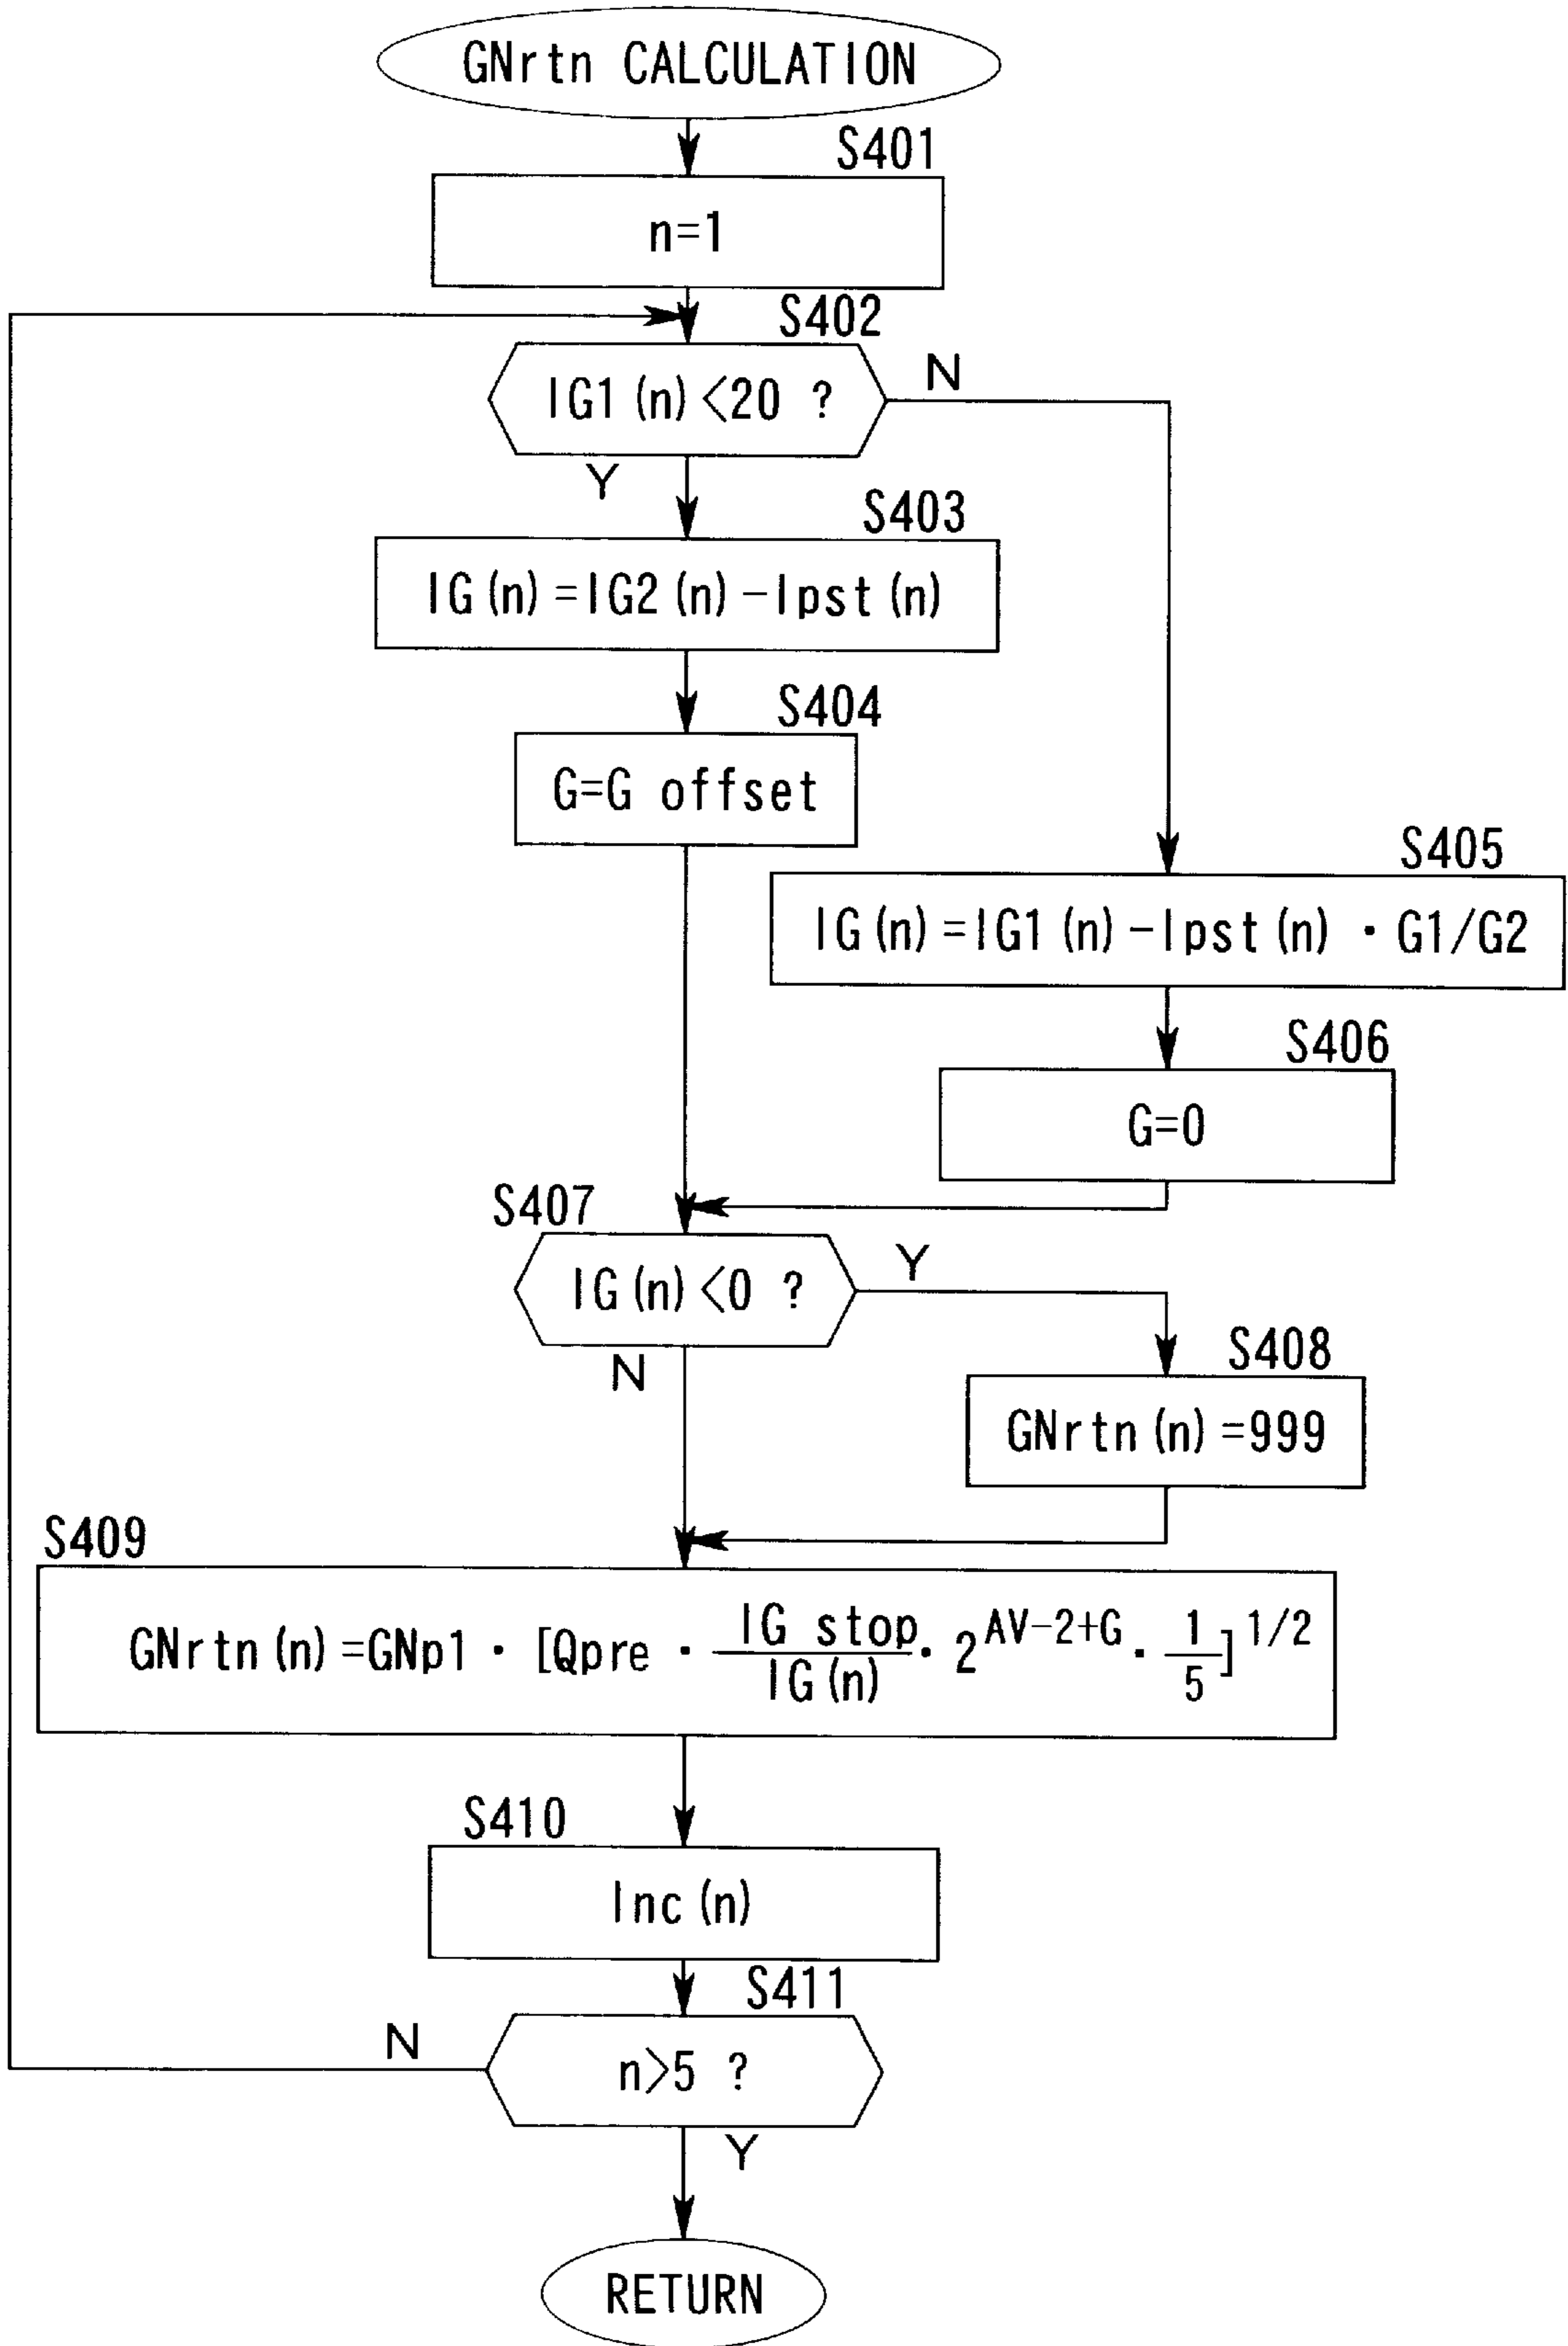 GNrtn CALCULATION
S401
n=1
S402
IG1(n)<20 ?
N
Y
S403
IG(n)=IG2(n)-Ipst(n)
S404
G=G offset
S405
IG(n)=IG1(n)-Ipst(n)・G1/G2
S406
G=0
S407
IG(n)<0 ?
Y
N
S408
GNrtn(n)=999
S409
GNrtn(n)=GNp1・[Qpre・IG stop/IG(n)・2^AV-2+G・1/5]^1/2
S410
Inc(n)
S411
n>5 ?
N
Y
RETURN